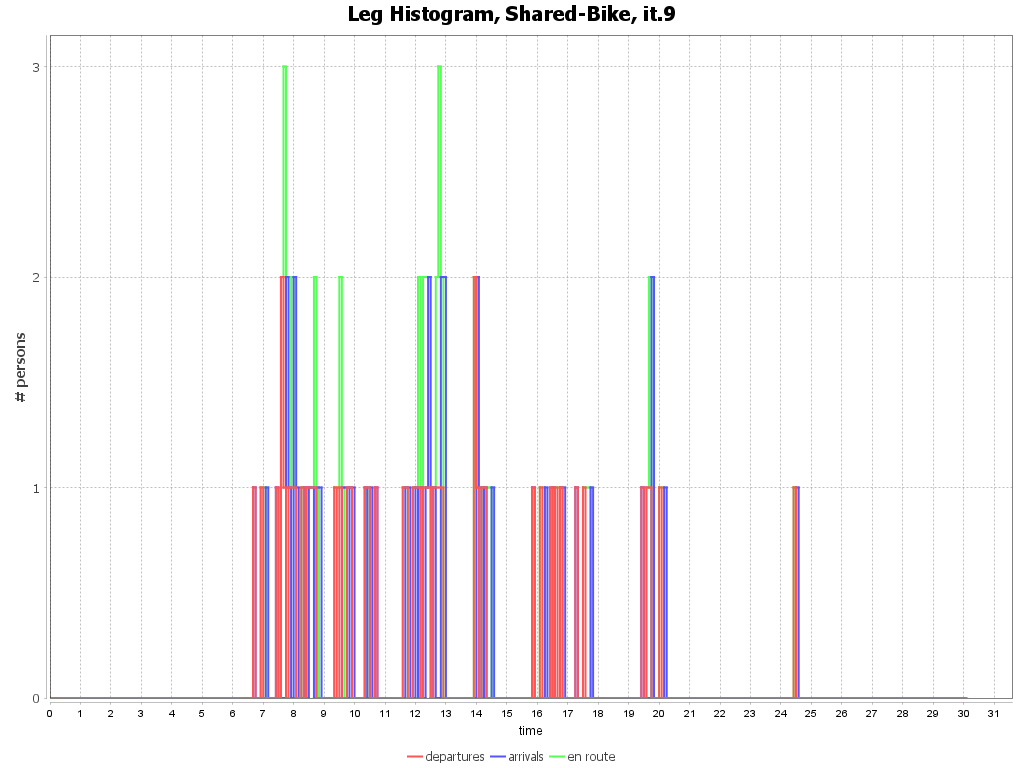 Leg Histogram, Shared-Bike, it.9
# persons
3
2
1
0
0 1 2 3 4 5 6 7 8 9 10 11 12 13 14 15 16 17 18 19 20 21 22 23 24 25 26 27 28 29 30 31
time
departures arrivals en route